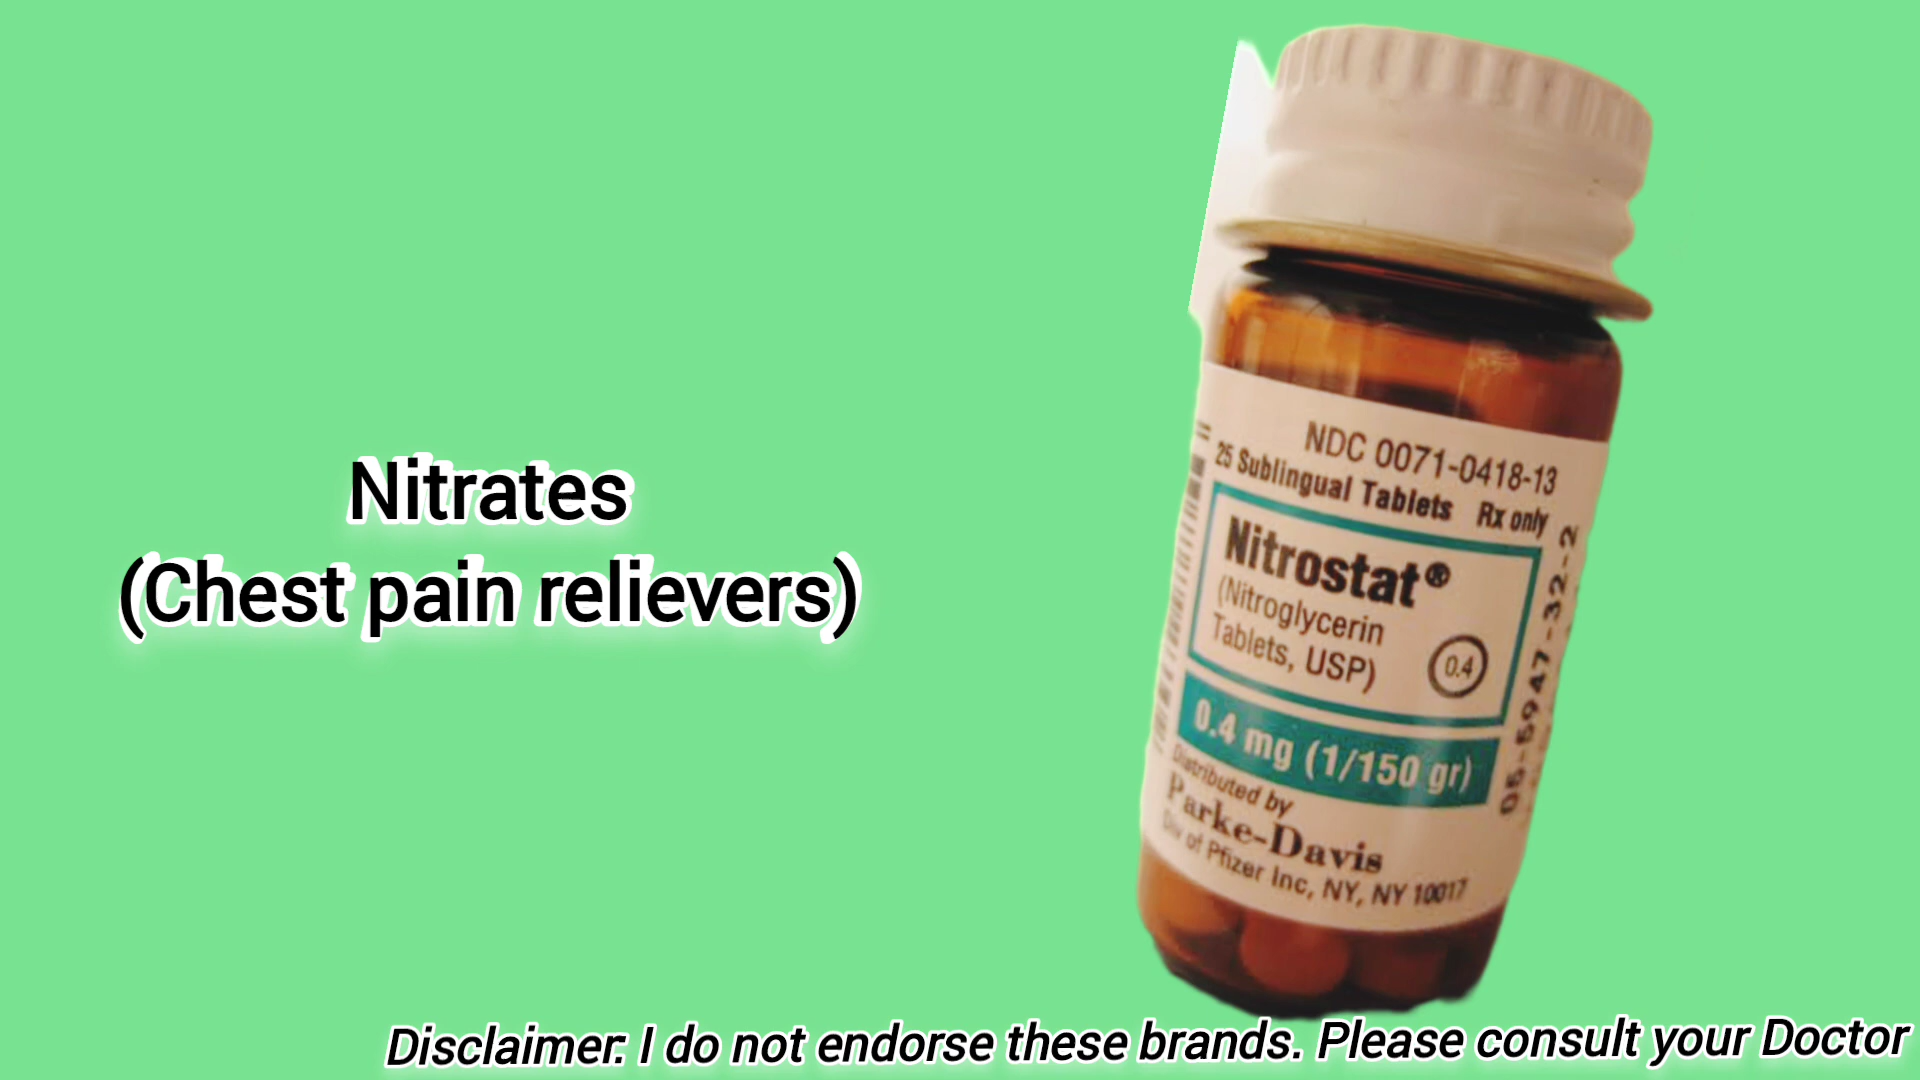 Nitrates
(Chest pain relievers)
NDC 0071-0418-13
25 Sublingual Tablets Rx only
Nitrostat®
(Nitroglycerin
Tablets, USP)
0.4
0.4 mg (1/150 gr)
Distributed by
Parke-Davis
Div of Pfizer Inc, NY, NY 10017
05-5947-32-2
Disclaimer: I do not endorse these brands. Please consult your Doctor